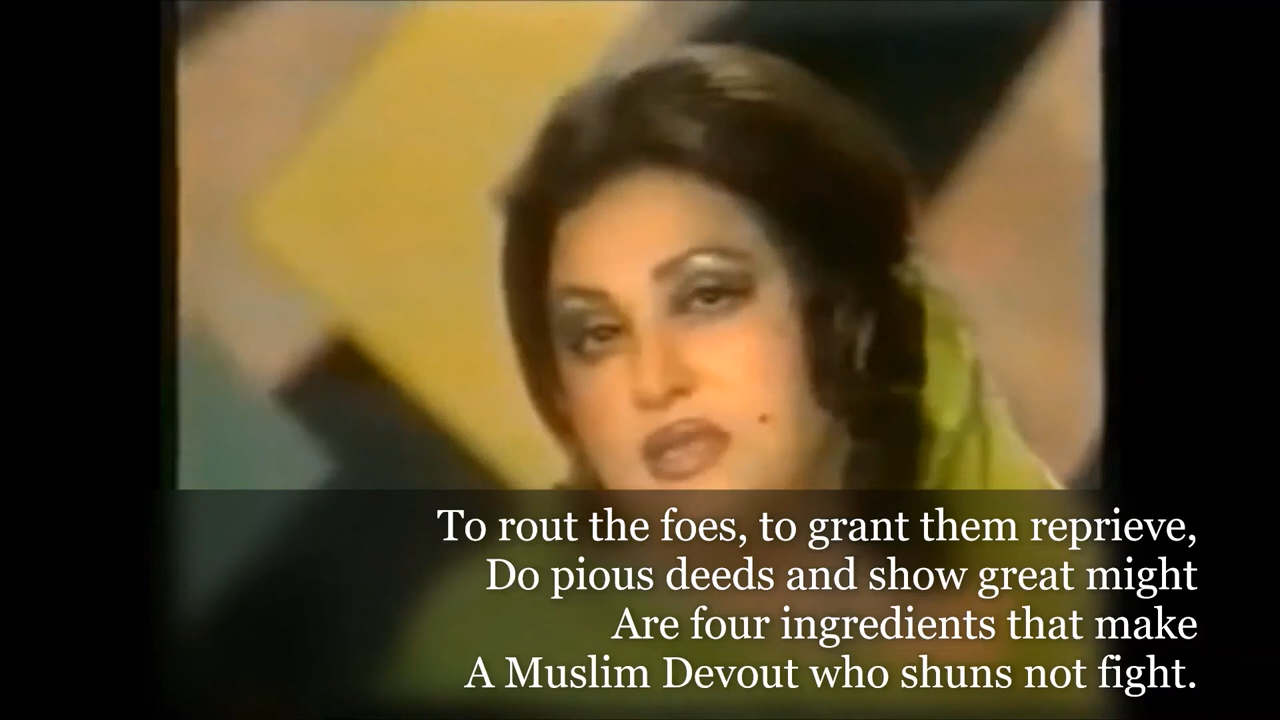 To rout the foes, to grant them reprieve,
Do pious deeds and show great might
Are four ingredients that make
A Muslim Devout who shuns not fight.